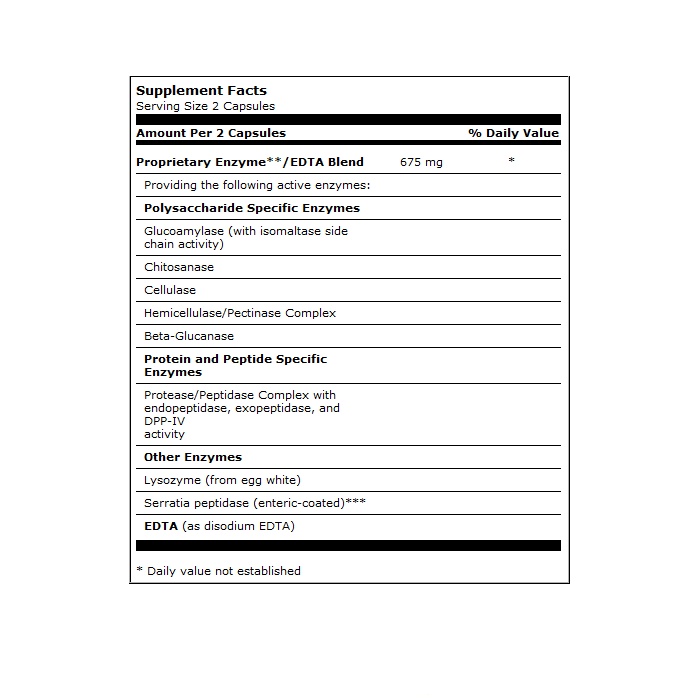 Supplement Facts
Serving Size 2 Capsules
Amount Per 2 Capsules % Daily Value
Proprietary Enzyme**/EDTA Blend 675 mg *
Providing the following active enzymes:
Polysaccharide Specific Enzymes
Glucoamylase (with isomaltase side
chain activity)
Chitosanase
Cellulase
Hemicellulase/Pectinase Complex
Beta-Glucanase
Protein and Peptide Specific
Enzymes
Protease/Peptidase Complex with
endopeptidase, exopeptidase, and
DPP-IV
activity
Other Enzymes
Lysozyme (from egg white)
Serratia peptidase (enteric-coated)***
EDTA (as disodium EDTA)
* Daily value not established